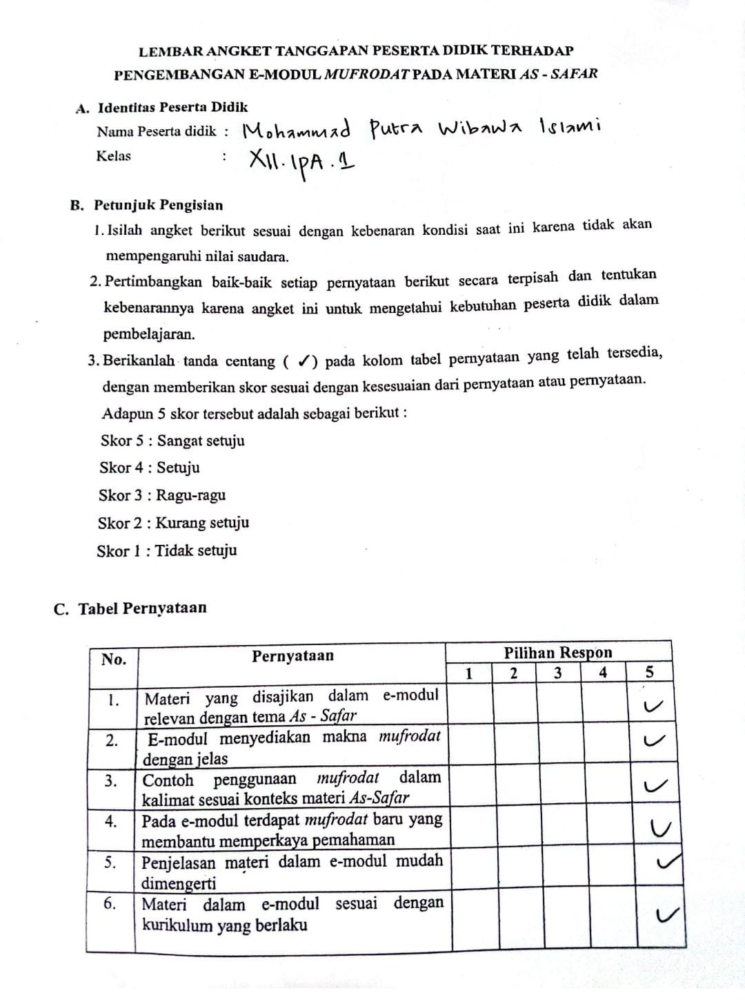 LEMBAR ANGKET TANGGAPAN PESERTA DIDIK TERHADAP
PENGEMBANGAN E-MODUL MUFRODAT PADA MATERI AS - SAFAR
A. Identitas Peserta Didik
Nama Peserta didik : Mohammad Putra Wibawa Islami
Kelas : XII.IPA.1
B. Petunjuk Pengisian
1. Isilah angket berikut sesuai dengan kebenaran kondisi saat ini karena tidak akan
mempengaruhi nilai saudara.
2. Pertimbangkan baik-baik setiap pernyataan berikut secara terpisah dan tentukan
kebenarannya karena angket ini untuk mengetahui kebutuhan peserta didik dalam
pembelajaran.
3. Berikanlah tanda centang ( ✓) pada kolom tabel pernyataan yang telah tersedia,
dengan memberikan skor sesuai dengan kesesuaian dari pernyataan atau pernyataan.
Adapun 5 skor tersebut adalah sebagai berikut :
Skor 5 : Sangat setuju
Skor 4 : Setuju
Skor 3 : Ragu-ragu
Skor 2 : Kurang setuju
Skor 1 : Tidak setuju
C. Tabel Pernyataan
No. Pernyataan Pilihan Respon
1 2 3 4 5
1. Materi yang disajikan dalam e-modul ✓
relevan dengan tema As - Safar
2. E-modul menyediakan makna mufrodat ✓
dengan jelas
3. Contoh penggunaan mufrodat dalam ✓
kalimat sesuai konteks materi As-Safar
4. Pada e-modul terdapat mufrodat baru yang ✓
membantu memperkaya pemahaman
5. Penjelasan materi dalam e-modul mudah ✓
dimengerti
6. Materi dalam e-modul sesuai dengan ✓
kurikulum yang berlaku